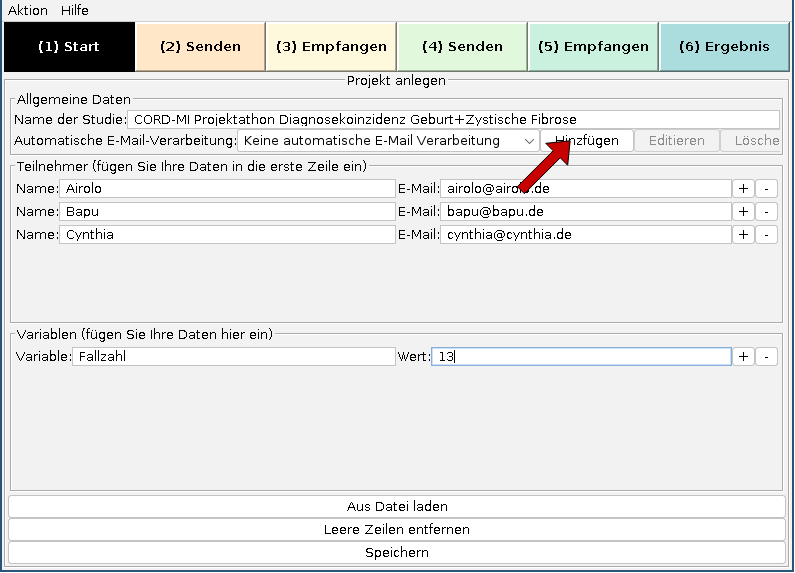 Aktion Hilfe
(1) Start (2) Senden (3) Empfangen (4) Senden (5) Empfangen (6) Ergebnis
Projekt anlegen
Allgemeine Daten
Name der Studie: CORD-MI Projektathon Diagnosekoinzidenz Geburt+Zystische Fibrose
Automatische E-Mail-Verarbeitung: Keine automatische E-Mail Verarbeitung Hinzufügen Editieren Lösche
Teilnehmer (fügen Sie Ihre Daten in die erste Zeile ein)
Name: Airolo E-Mail: airolo@airolo.de + -
Name: Bapu E-Mail: bapu@bapu.de + -
Name: Cynthia E-Mail: cynthia@cynthia.de + -
Variablen (fügen Sie Ihre Daten hier ein)
Variable: Fallzahl Wert: 13 + -
Aus Datei laden
Leere Zeilen entfernen
Speichern